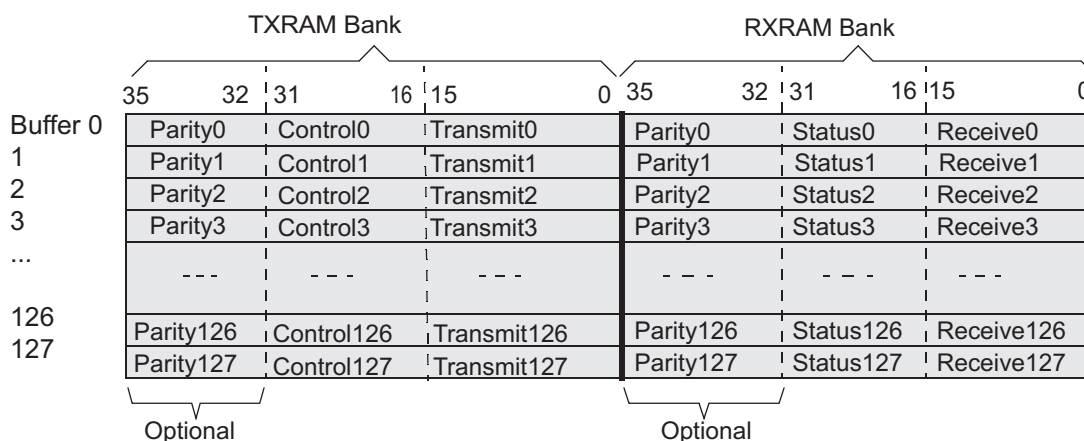 TXRAM Bank RXRAM Bank
35 32 31 16 15 0 35 32 31 16 15 0
Buffer 0 Parity0 Control0 Transmit0 Parity0 Status0 Receive0
1 Parity1 Control1 Transmit1 Parity1 Status1 Receive1
2 Parity2 Control2 Transmit2 Parity2 Status2 Receive2
3 Parity3 Control3 Transmit3 Parity3 Status3 Receive3
... --- --- --- --- --- ---
126 Parity126 Control126 Transmit126 Parity126 Status126 Receive126
127 Parity127 Control127 Transmit127 Parity127 Status127 Receive127
Optional Optional